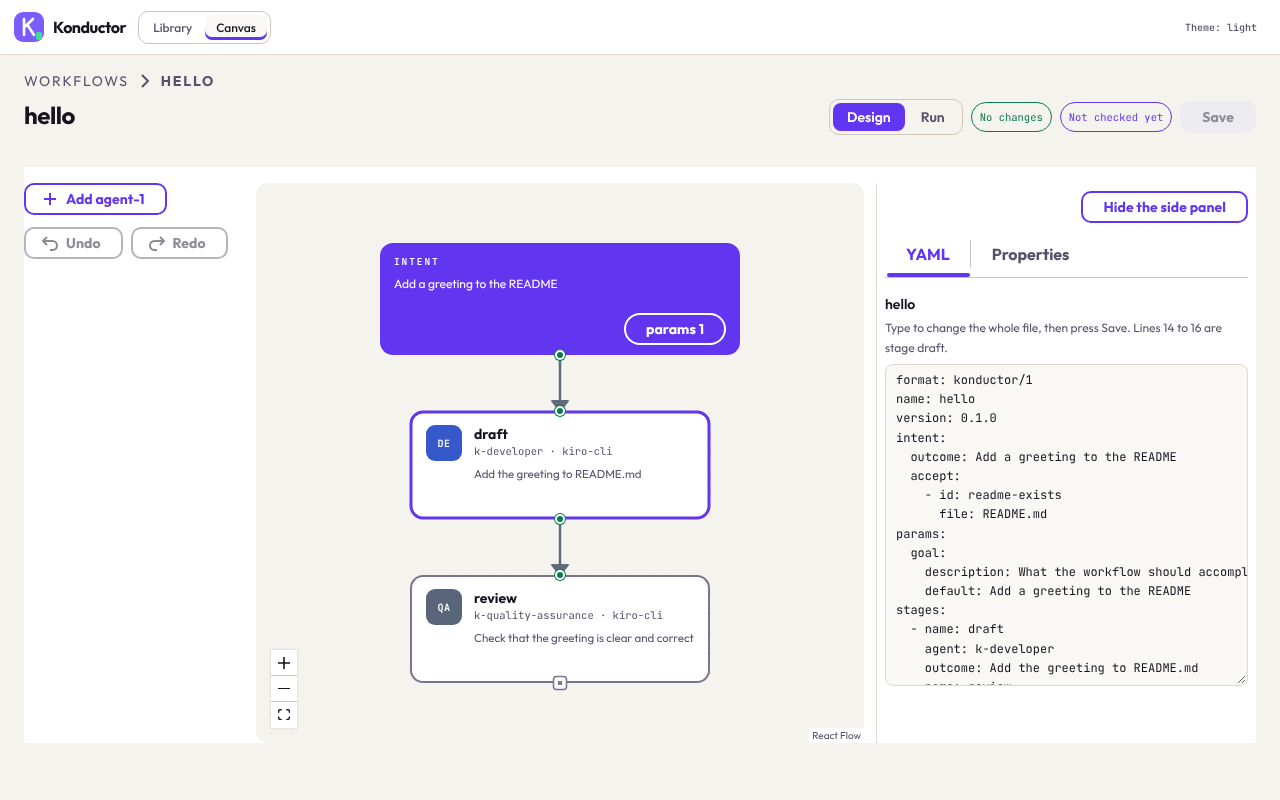 K Konductor
Library
Canvas
Theme: light
WORKFLOWS > HELLO
hello
Design
Run
No changes
Not checked yet
Save
Add agent-1
Undo
Redo
INTENT
Add a greeting to the README
params 1
DE
draft
k-developer · kiro-cli
Add the greeting to README.md
QA
review
k-quality-assurance · kiro-cli
Check that the greeting is clear and correct
React Flow
Hide the side panel
YAML
Properties
hello
Type to change the whole file, then press Save. Lines 14 to 16 are
stage draft.
format: konductor/1
name: hello
version: 0.1.0
intent:
  outcome: Add a greeting to the README
  accept:
    - id: readme-exists
      file: README.md
params:
  goal:
    description: What the workflow should accompl
    default: Add a greeting to the README
stages:
  - name: draft
    agent: k-developer
    outcome: Add the greeting to README.md